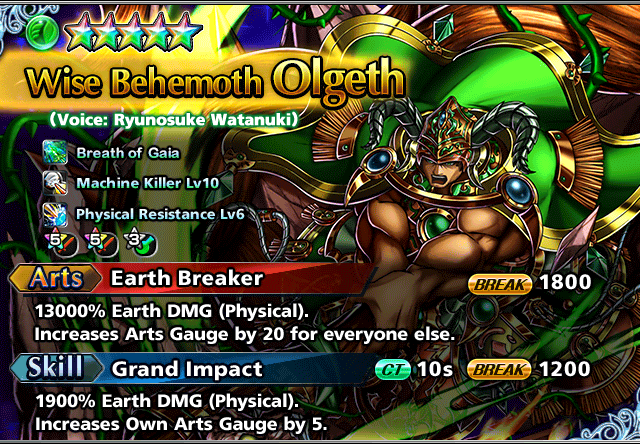 Wise Behemoth Olgeth
(Voice: Ryunosuke Watanuki)
Breath of Gaia
Machine Killer Lv10
Physical Resistance Lv6
5 5 3
Arts Earth Breaker BREAK 1800
13000% Earth DMG (Physical).
Increases Arts Gauge by 20 for everyone else.
Skill Grand Impact CT 10s BREAK 1200
1900% Earth DMG (Physical).
Increases Own Arts Gauge by 5.